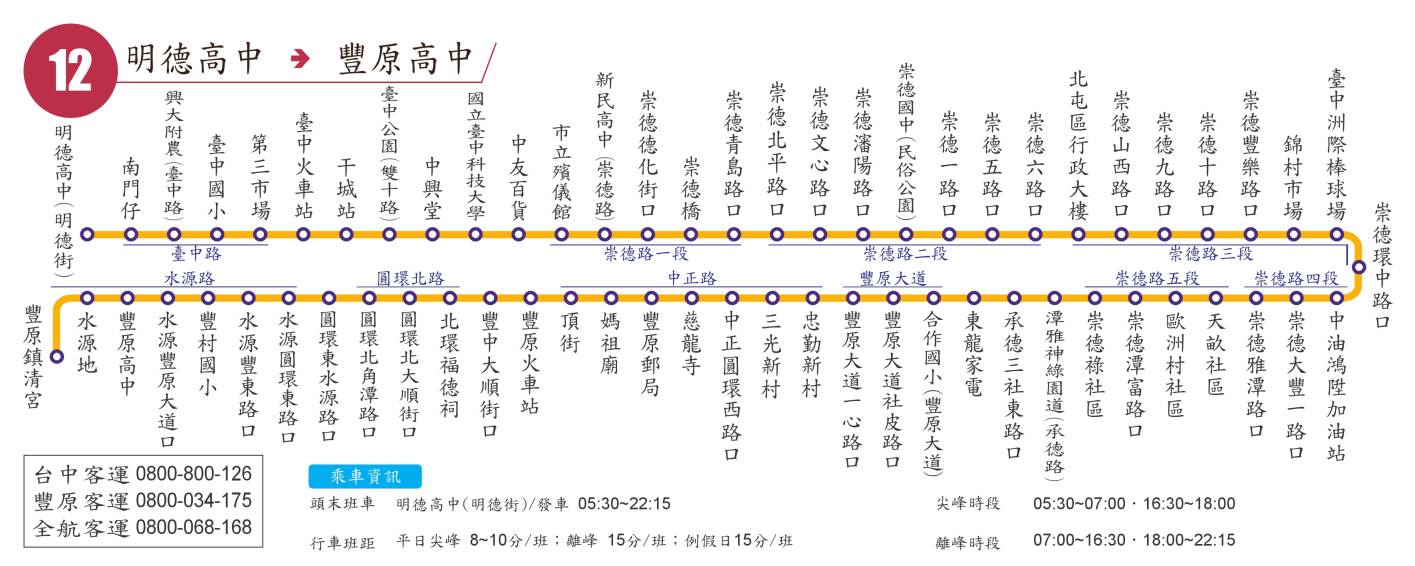 12
明德高中 → 豐原高中
明德高中(明德街)
南門仔
興大附農(臺中路)
臺中國小
第三市場
臺中火車站
干城站
臺中公園(雙十路)
中興堂
國立臺中科技大學
中友百貨
市立殯儀館
新民高中(崇德路)
崇德德化街口
崇德橋
崇德青島路口
崇德北平路口
崇德文心路口
崇德瀋陽路口
崇德國中(民俗公園)
崇德一路口
崇德五路口
崇德六路口
北屯區行政大樓
崇德山西路口
崇德九路口
崇德十路口
崇德豐樂路口
錦村市場
臺中洲際棒球場
崇德環中路口
臺中路
崇德路一段
崇德路二段
崇德路三段
水源路
圓環北路
中正路
豐原大道
崇德路五段
崇德路四段
豐原鎮清宮
水源地
豐原高中
水源豐原大道口
豐村國小
水源豐東路口
水源圓環東路口
圓環東水源路口
圓環北角潭路口
圓環北大順街口
北環福德祠
豐中大順街口
豐原火車站
頂街
媽祖廟
豐原郵局
慈龍寺
中正圓環西路口
三光新村
忠勤新村
豐原大道一心路口
豐原大道社皮路口
合作國小(豐原大道)
東龍家電
承德三社東路口
潭雅神綠園道(承德路)
崇德祿社區
崇德潭富路口
歐洲村社區
天畝社區
崇德雅潭路口
崇德大豐一路口
中油鴻陞加油站
台中客運 0800-800-126
豐原客運 0800-034-175
全航客運 0800-068-168
乘車資訊
頭末班車 明德高中(明德街)/發車 05:30~22:15
行車班距 平日尖峰 8~10分/班；離峰 15分/班；例假日15分/班
尖峰時段 05:30~07:00．16:30~18:00
離峰時段 07:00~16:30．18:00~22:15